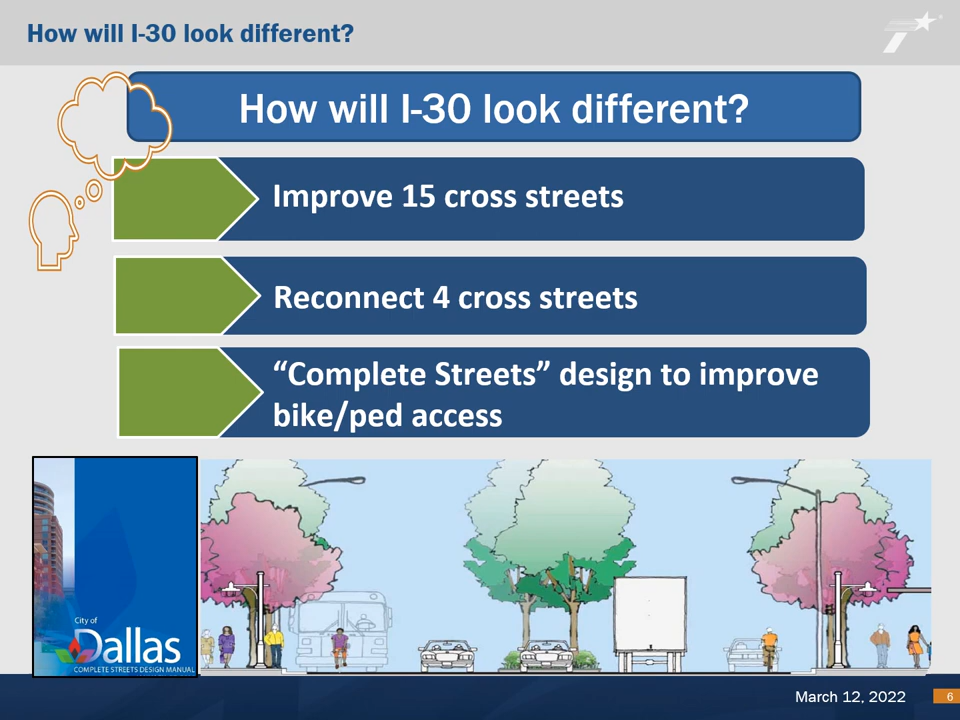 How will I-30 look different?
How will I-30 look different?
Improve 15 cross streets
Reconnect 4 cross streets
“Complete Streets” design to improve
bike/ped access
City of
Dallas
COMPLETE STREETS DESIGN MANUAL
March 12, 2022
6